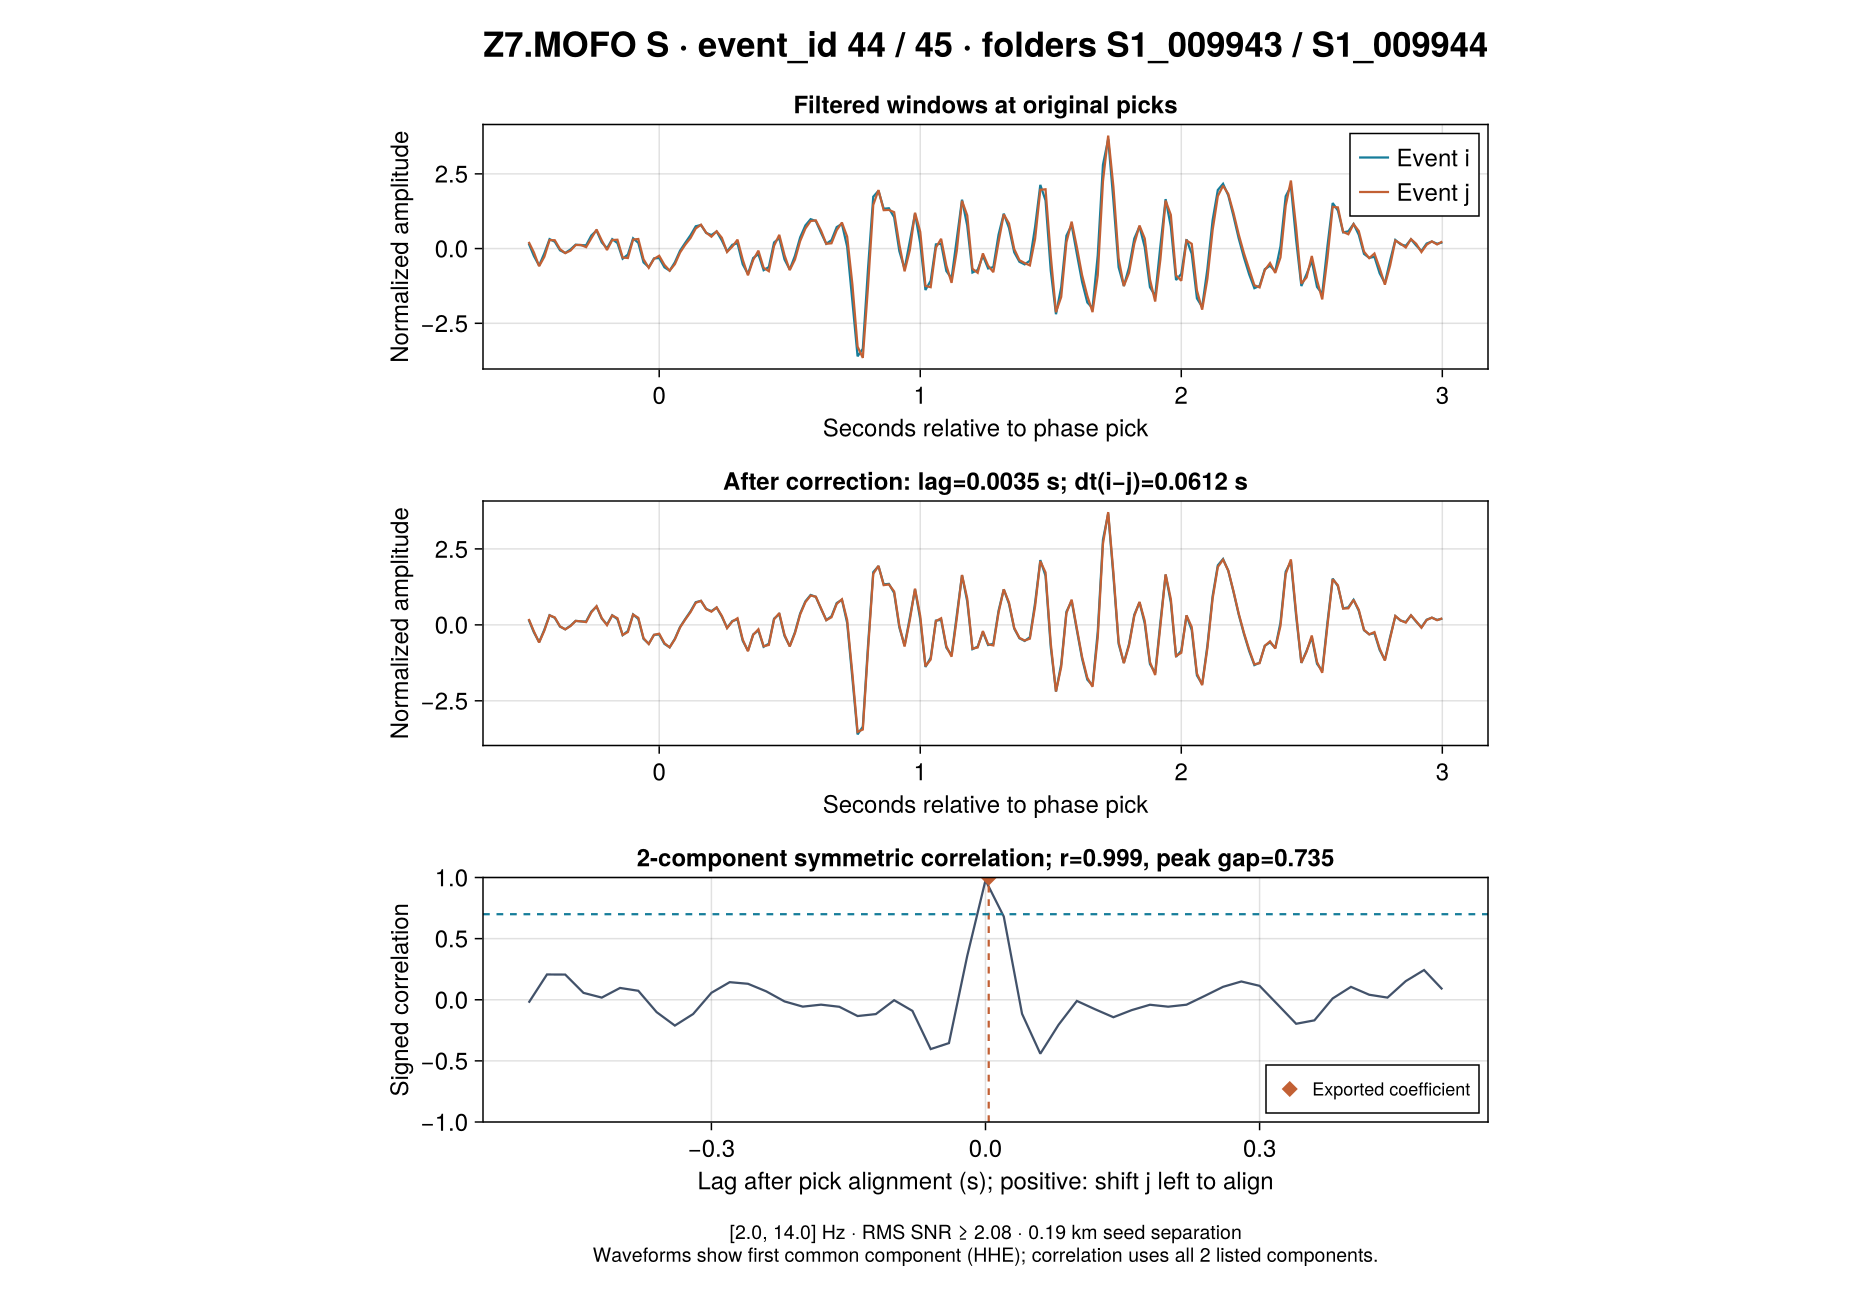 Z7.MOFO S · event_id 44 / 45 · folders S1_009943 / S1_009944
Filtered windows at original picks
Normalized amplitude
2.5
0.0
−2.5
Event i
Event j
0
1
2
3
Seconds relative to phase pick
After correction: lag=0.0035 s; dt(i−j)=0.0612 s
Normalized amplitude
2.5
0.0
−2.5
0
1
2
3
Seconds relative to phase pick
2-component symmetric correlation; r=0.999, peak gap=0.735
Signed correlation
1.0
0.5
0.0
−0.5
−1.0
Exported coefficient
−0.3
0.0
0.3
Lag after pick alignment (s); positive: shift j left to align
[2.0, 14.0] Hz · RMS SNR ≥ 2.08 · 0.19 km seed separation
Waveforms show first common component (HHE); correlation uses all 2 listed components.